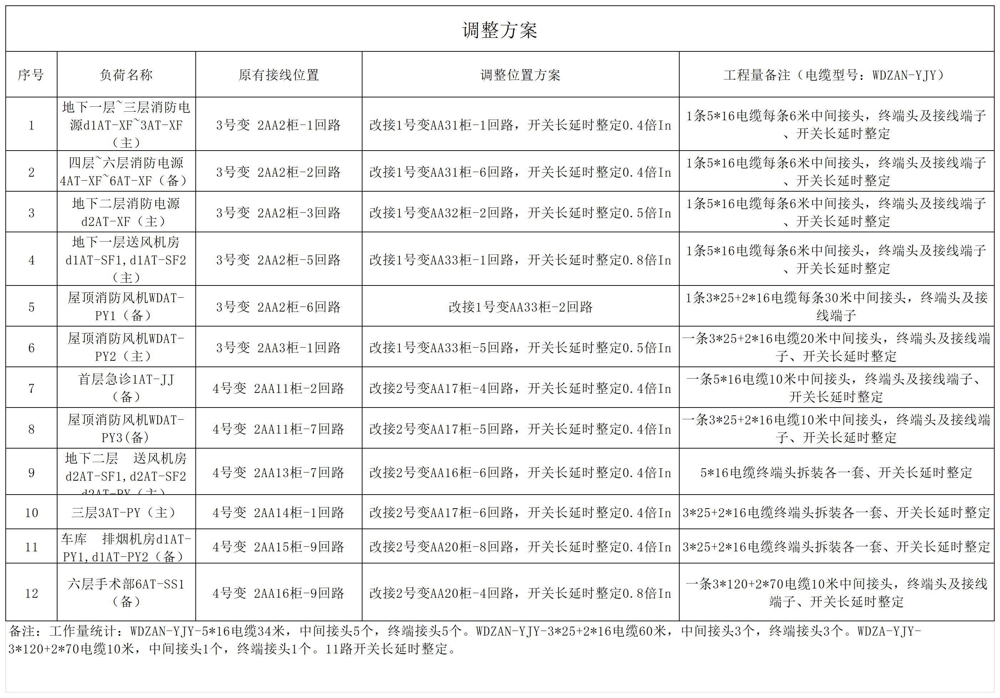 调整方案
序号
负荷名称
原有接线位置
调整位置方案
工程量备注（电缆型号：WDZAN-YJY）
1
地下一层~三层消防电
源d1AT-XF~3AT-XF
（主）
3号变 2AA2柜-1回路
改接1号变AA31柜-1回路，开关长延时整定0.4倍In
1条5*16电缆每条6米中间接头，终端头及接线端子
、开关长延时整定
2
四层~六层消防电源
4AT-XF~6AT-XF（备）
3号变 2AA2柜-2回路
改接1号变AA31柜-6回路，开关长延时整定0.4倍In
1条5*16电缆每条6米中间接头，终端头及接线端子
、开关长延时整定
3
地下二层消防电源
d2AT-XF（主）
3号变 2AA2柜-3回路
改接1号变AA32柜-2回路，开关长延时整定0.5倍In
1条5*16电缆每条6米中间接头，终端头及接线端子
、开关长延时整定
4
地下一层送风机房
d1AT-SF1,d1AT-SF2
（主）
3号变 2AA2柜-5回路
改接1号变AA33柜-1回路，开关长延时整定0.8倍In
1条5*16电缆每条6米中间接头，终端头及接线端子
、开关长延时整定
5
屋顶消防风机WDAT-
PY1（备）
3号变 2AA2柜-6回路
改接1号变AA33柜-2回路
1条3*25+2*16电缆每条30米中间接头，终端头及接
线端子
6
屋顶消防风机WDAT-
PY2（主）
3号变 2AA3柜-1回路
改接1号变AA33柜-5回路，开关长延时整定0.5倍In
一条3*25+2*16电缆20米中间接头，终端头及接线端
子、开关长延时整定
7
首层急诊1AT-JJ
（备）
4号变 2AA11柜-2回路
改接2号变AA17柜-4回路，开关长延时整定0.4倍In
一条5*16电缆10米中间接头，终端头及接线端子、
开关长延时整定
8
屋顶消防风机WDAT-
PY3(备)
4号变 2AA11柜-7回路
改接2号变AA17柜-5回路，开关长延时整定0.4倍In
一条3*25+2*16电缆10米中间接头，终端头及接线端
子、开关长延时整定
9
地下二层  送风机房
d2AT-SF1,d2AT-SF2
d2AT-PY（主）
4号变 2AA13柜-7回路
改接2号变AA16柜-6回路，开关长延时整定0.4倍In
5*16电缆终端头拆装各一套、开关长延时整定
10
三层3AT-PY（主）
4号变 2AA14柜-1回路
改接2号变AA17柜-6回路，开关长延时整定0.4倍In
3*25+2*16电缆终端头拆装各一套、开关长延时整定
11
车库  排烟机房d1AT-
PY1,d1AT-PY2（备）
4号变 2AA15柜-9回路
改接2号变AA20柜-8回路，开关长延时整定0.4倍In
3*25+2*16电缆终端头拆装各一套、开关长延时整定
12
六层手术部6AT-SS1
（备）
4号变 2AA16柜-9回路
改接2号变AA20柜-4回路，开关长延时整定0.8倍In
一条3*120+2*70电缆10米中间接头，终端头及接线
端子、开关长延时整定
备注：工作量统计：WDZAN-YJY-5*16电缆34米，中间接头5个，终端接头5个。WDZAN-YJY-3*25+2*16电缆60米，中间接头3个，终端接头3个。WDZA-YJY-
3*120+2*70电缆10米，中间接头1个，终端接头1个。11路开关长延时整定。